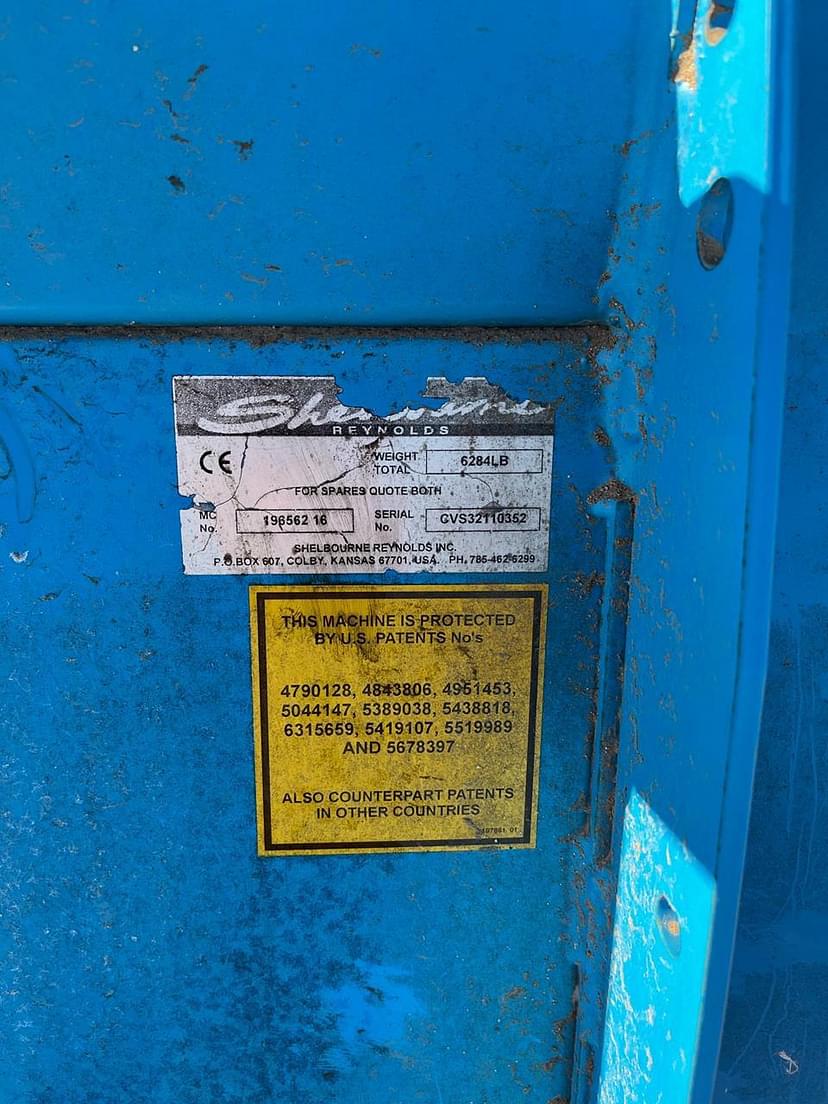 REYNOLDS
CE
WEIGHT TOTAL 6284LB
FOR SPARES QUOTE BOTH
MC No. 196562 16 SERIAL No. CVS32110352
SHELBOURNE REYNOLDS INC.
P.O.BOX 607, COLBY, KANSAS 67701, USA. PH. 785-462-6299
THIS MACHINE IS PROTECTED
BY U.S. PATENTS No's
4790128, 4843806, 4951453,
5044147, 5389038, 5438818,
6315659, 5419107, 5519989
AND 5678397
ALSO COUNTERPART PATENTS
IN OTHER COUNTRIES